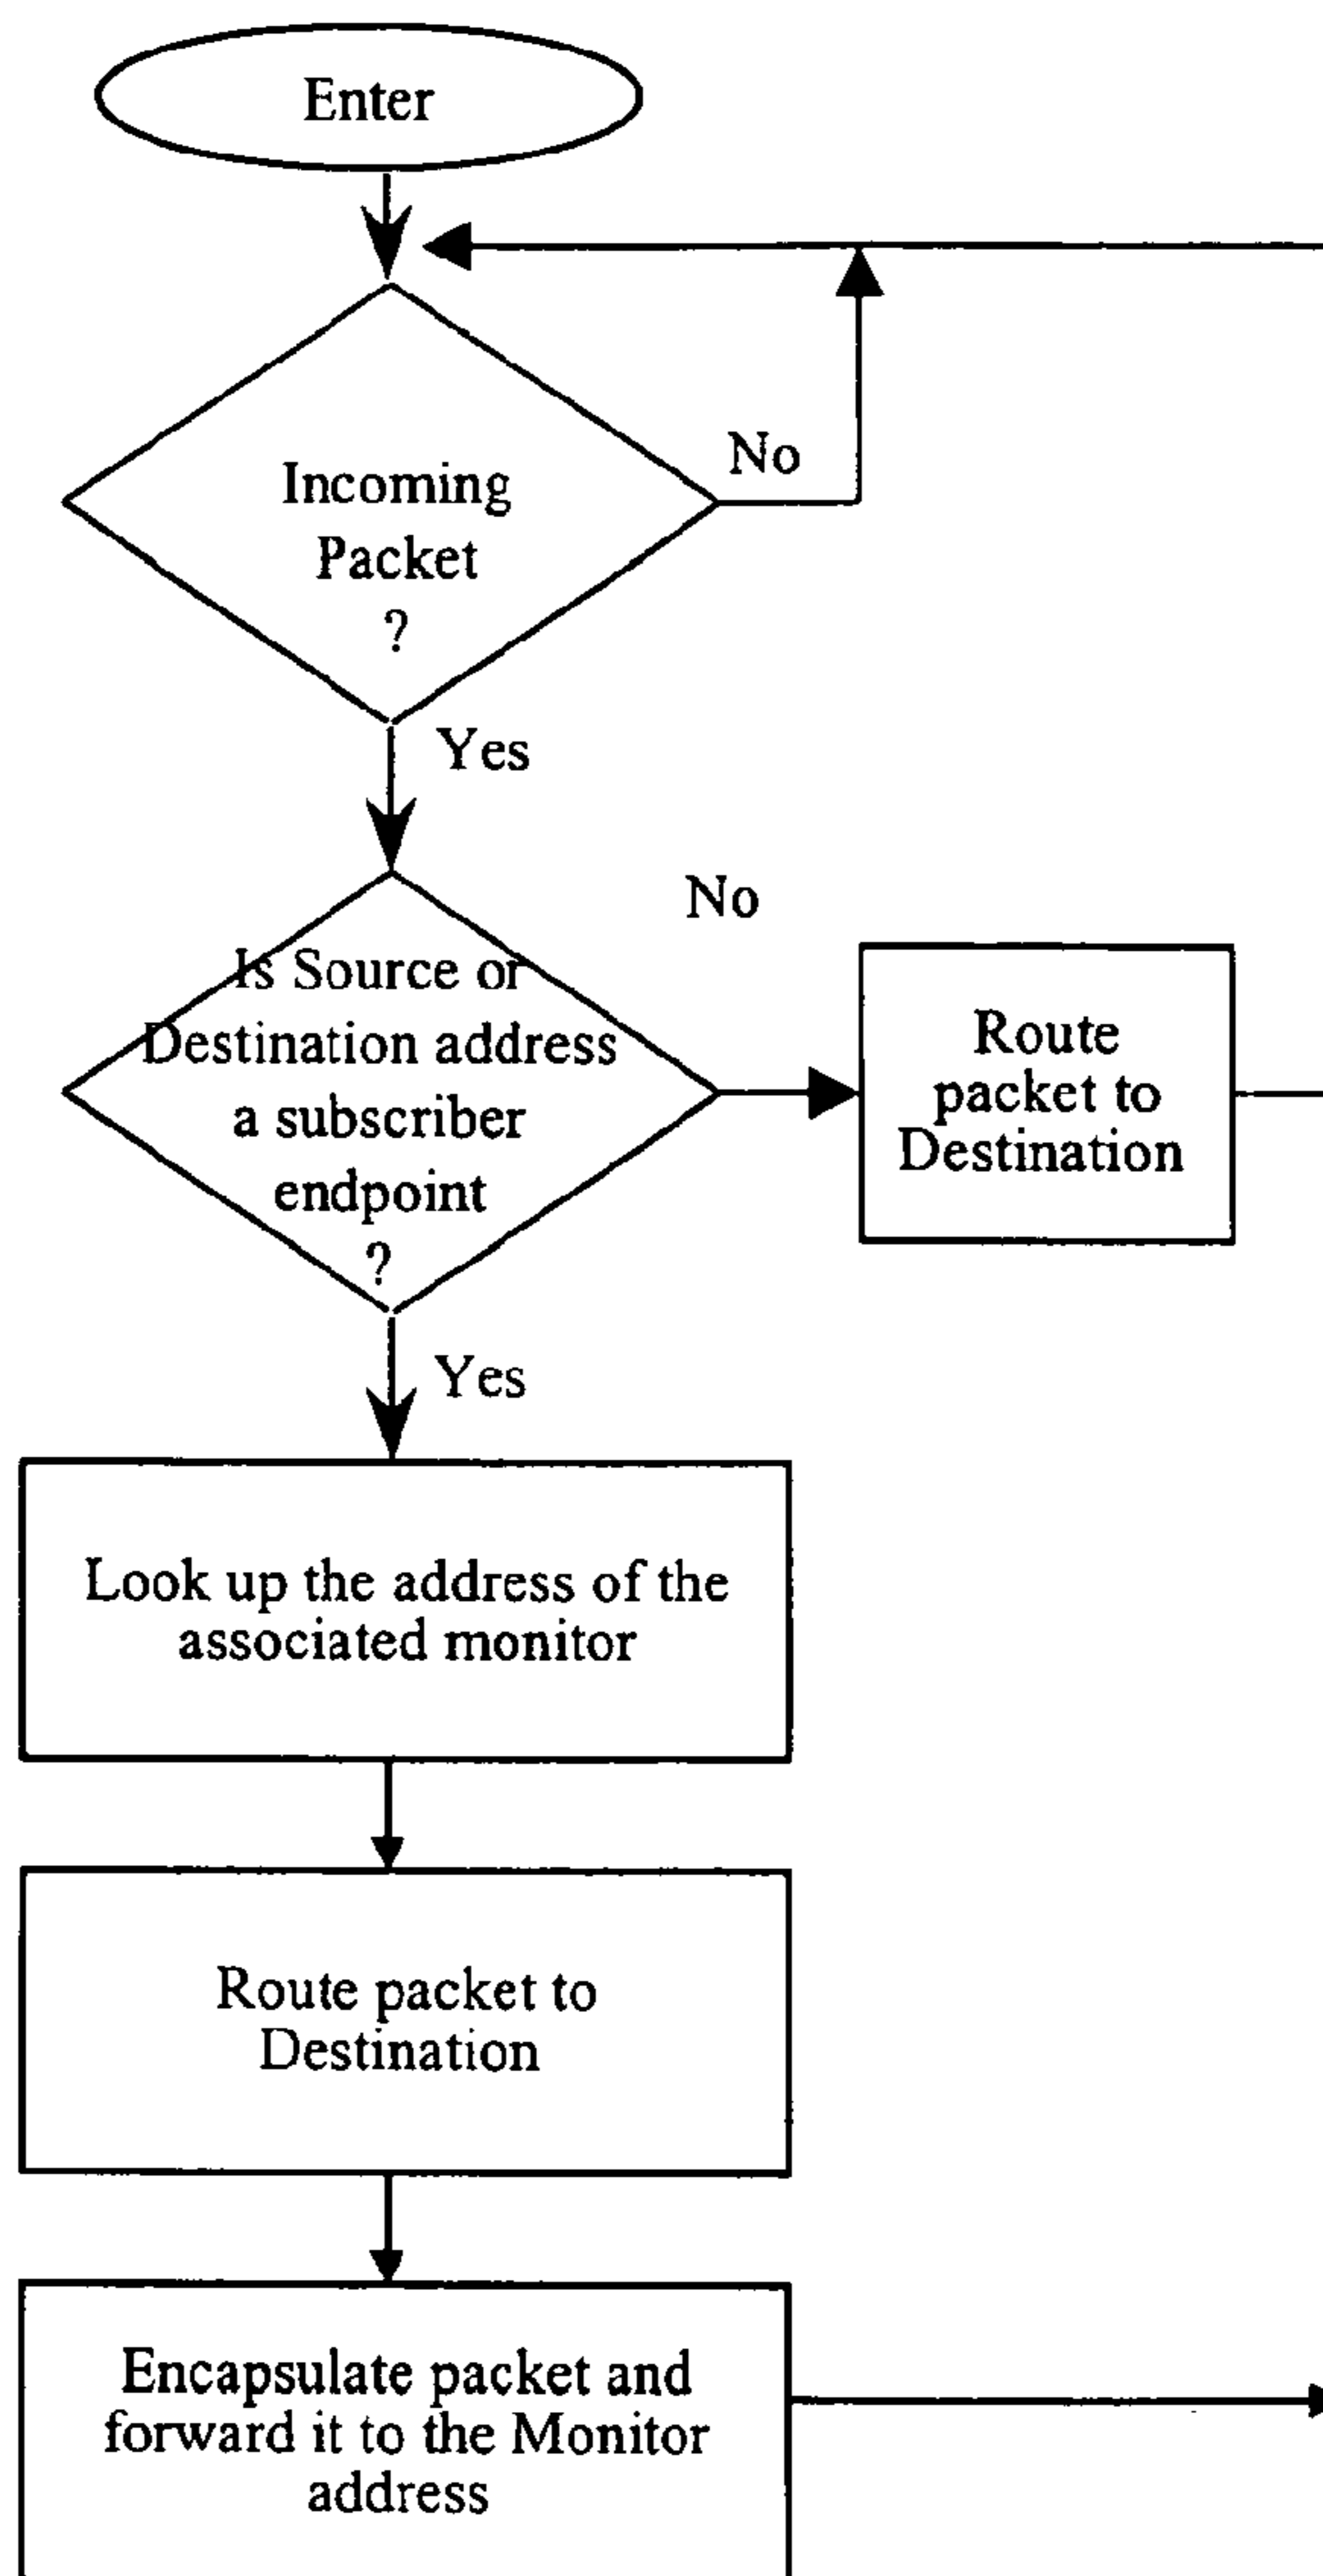 Enter
Incoming
Packet
?
No
Yes
Is Source or
Destination address
a subscriber
endpoint
?
No
Route
packet to
Destination
Yes
Look up the address of the
associated monitor
Route packet to
Destination
Encapsulate packet and
forward it to the Monitor
address